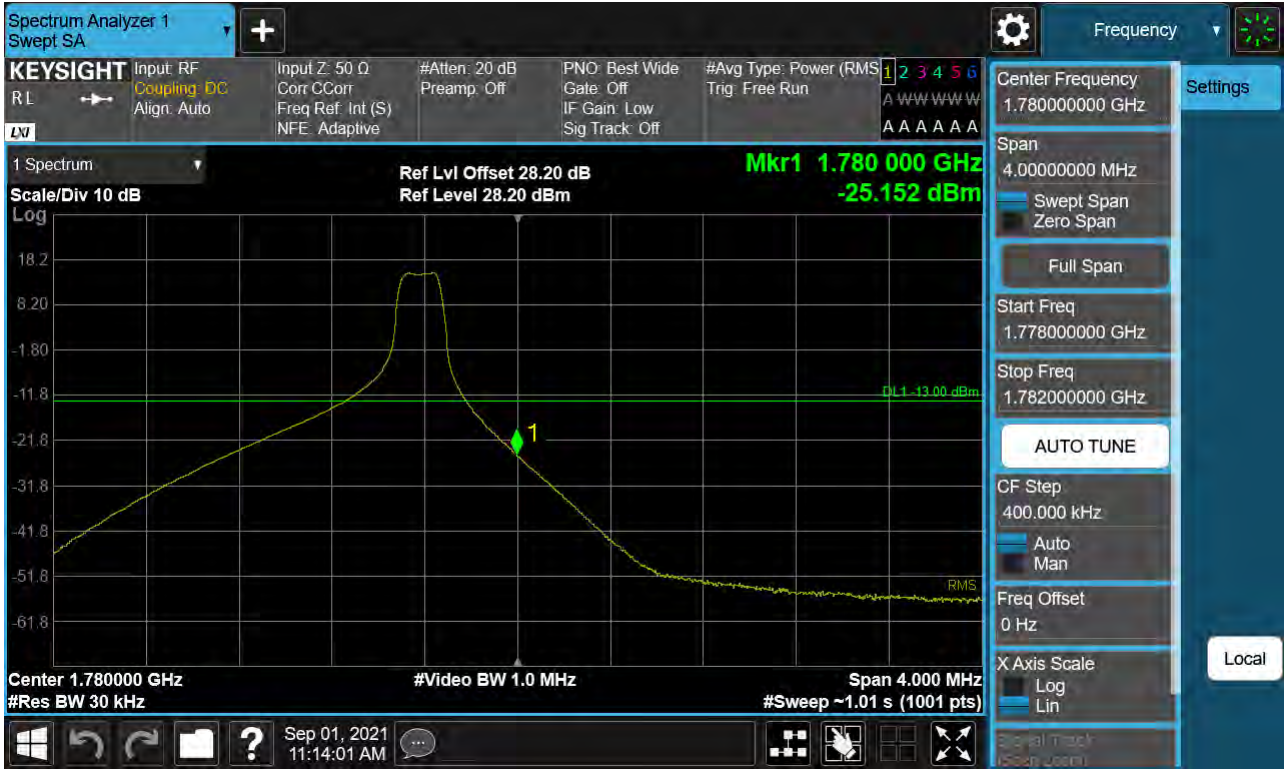 Spectrum Analyzer 1
Swept SA
+
Frequency
KEYSIGHT
R L
LXI
Input: RF
Coupling: DC
Align: Auto
Input Z: 50 Ω
Corr CCorr
Freq Ref: Int (S)
NFE: Adaptive
#Atten: 20 dB
Preamp: Off
PNO: Best Wide
Gate: Off
IF Gain: Low
Sig Track: Off
#Avg Type: Power (RMS
Trig: Free Run
1 2 3 4 5 6
A W W W W W
A A A A A A
1 Spectrum
Scale/Div 10 dB
Ref Lvl Offset 28.20 dB
Ref Level 28.20 dBm
Mkr1 1.780 000 GHz
-25.152 dBm
Log
18.2
8.20
-1.80
-11.8
-21.8
-31.8
-41.8
-51.8
-61.8
DL1 -13.00 dBm
1
RMS
Center 1.780000 GHz
#Res BW 30 kHz
#Video BW 1.0 MHz
Span 4.000 MHz
#Sweep ~1.01 s (1001 pts)
Center Frequency
1.780000000 GHz
Settings
Span
4.00000000 MHz
Swept Span
Zero Span
Full Span
Start Freq
1.778000000 GHz
Stop Freq
1.782000000 GHz
AUTO TUNE
CF Step
400.000 kHz
Auto
Man
Freq Offset
0 Hz
X Axis Scale
Log
Lin
Local
?
Sep 01, 2021
11:14:01 AM